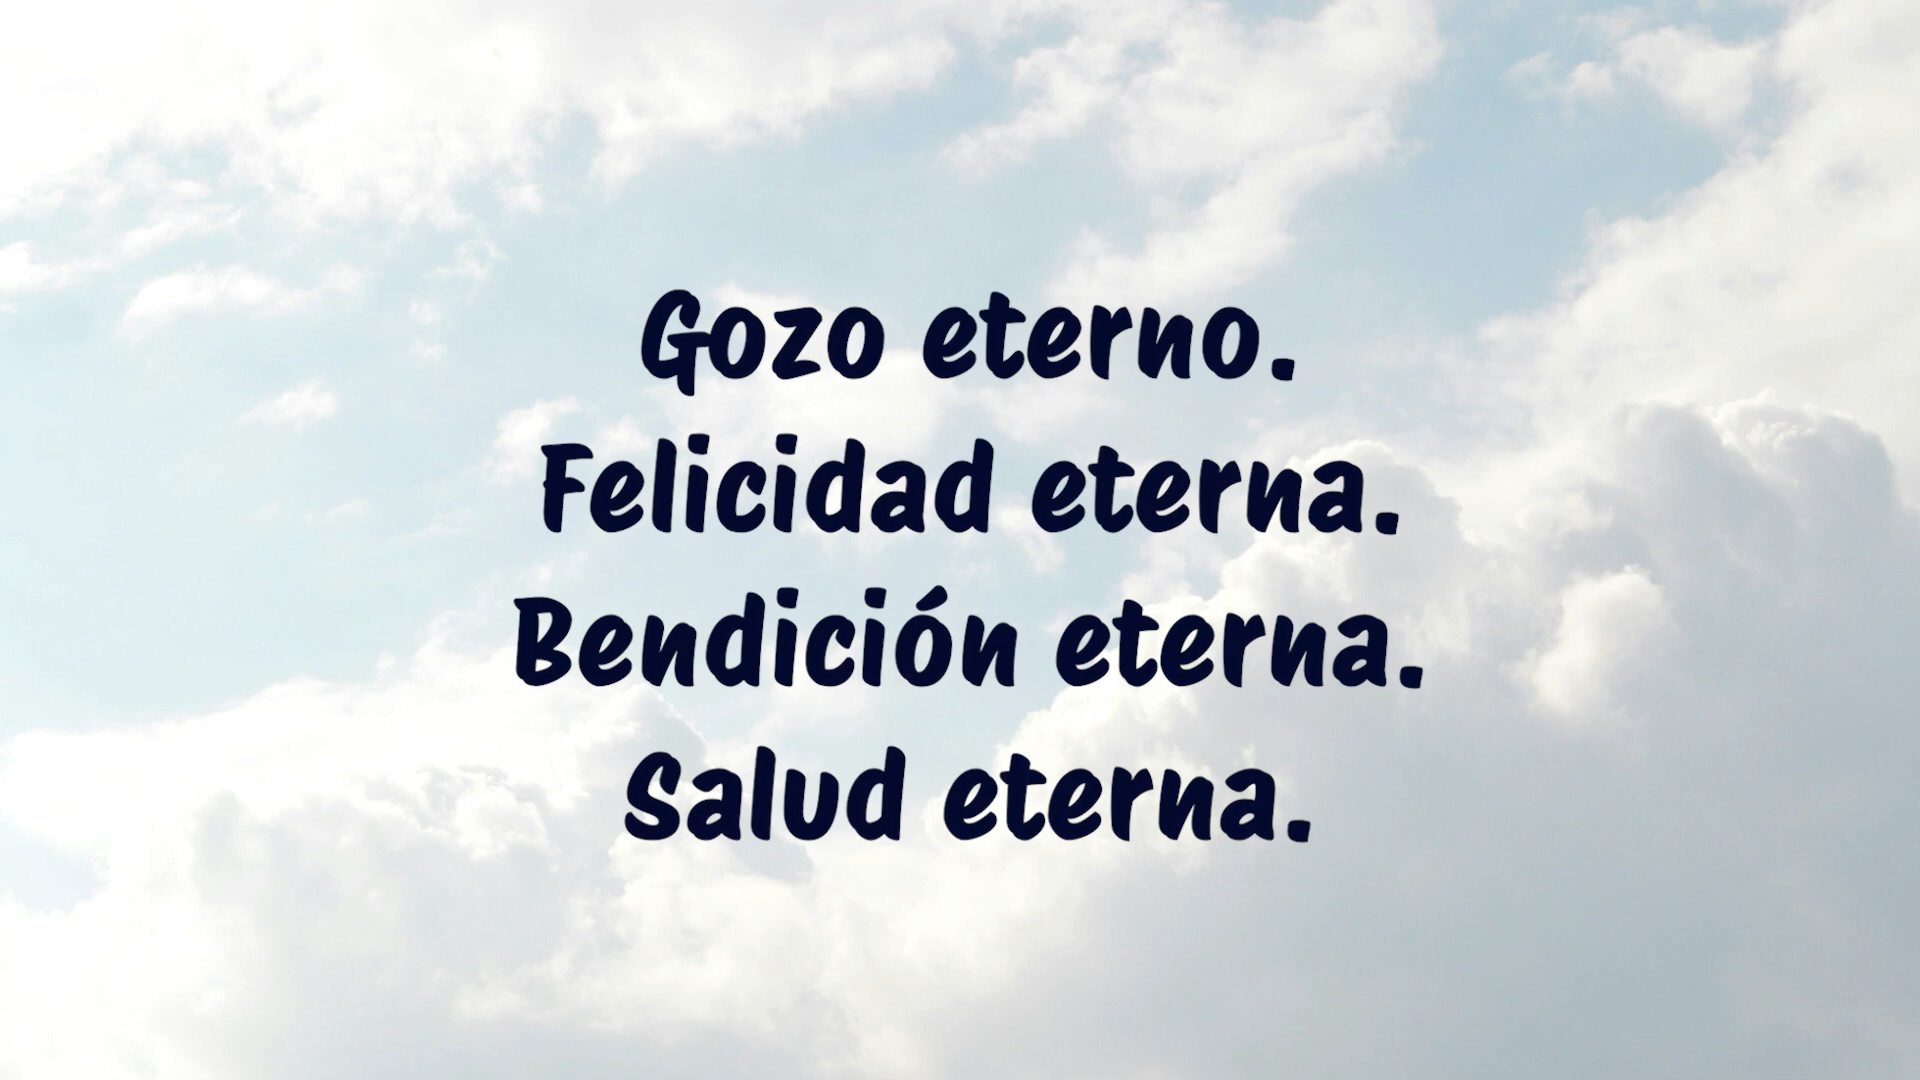 Gozo eterno.
Felicidad eterna.
Bendición eterna.
Salud eterna.